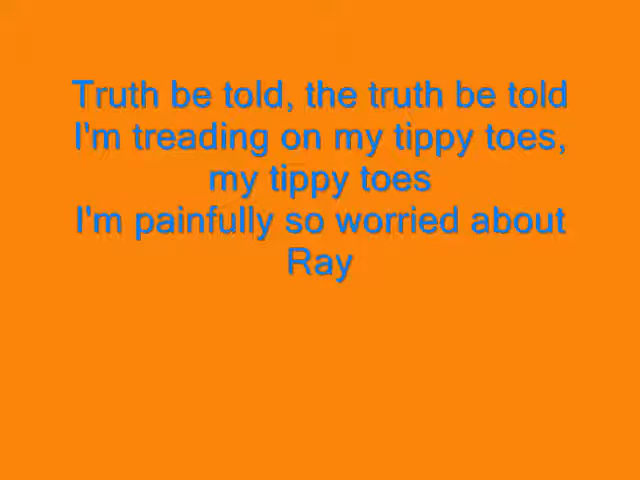 Truth be told, the truth be told
I'm treading on my tippy toes,
my tippy toes
I'm painfully so worried about
Ray